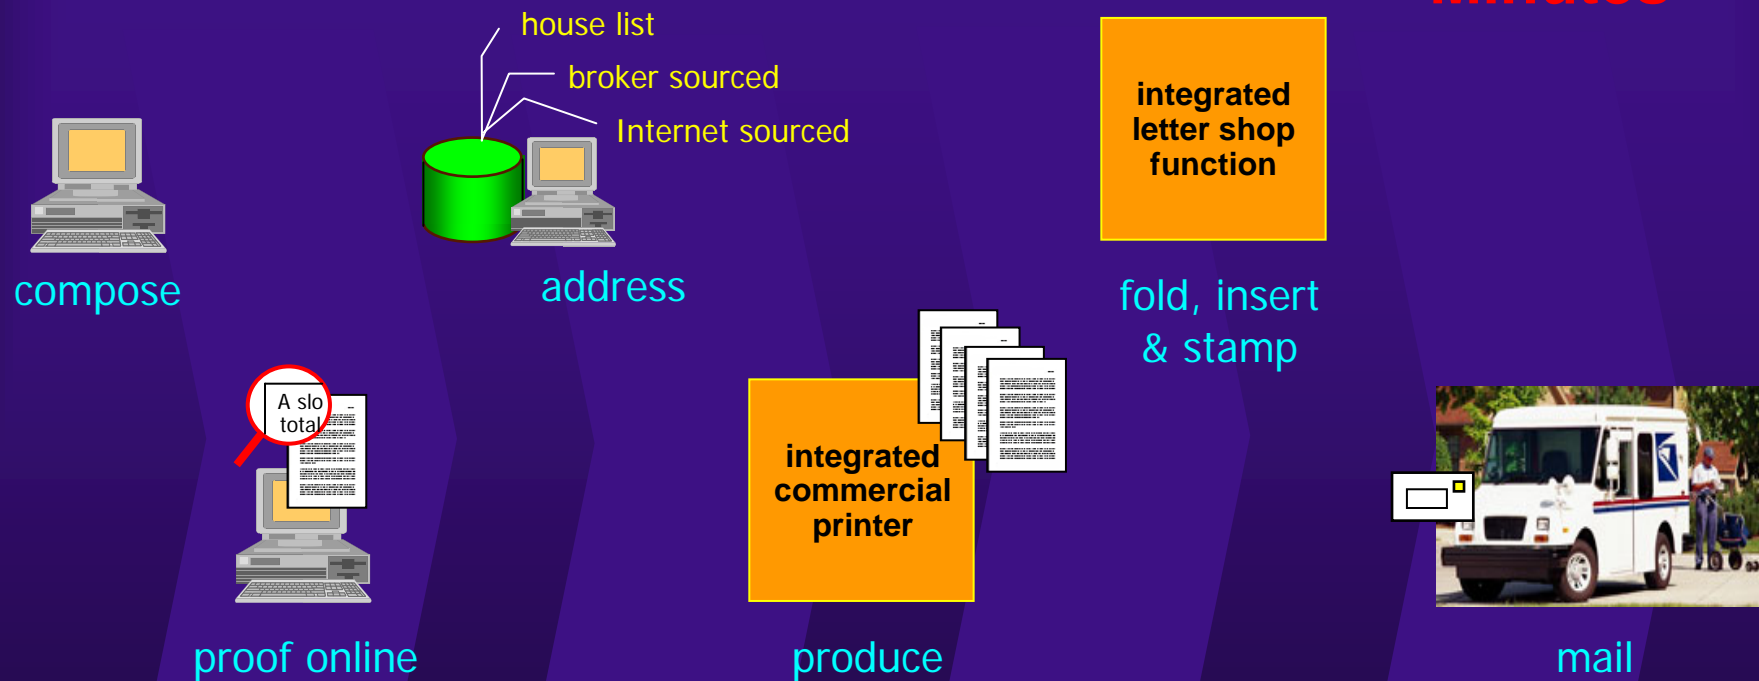 Minutes
house list
broker sourced
Internet sourced
integrated
letter shop
function
compose
address
fold, insert
& stamp
A slo
total
integrated
commercial
printer
proof online
produce
mail